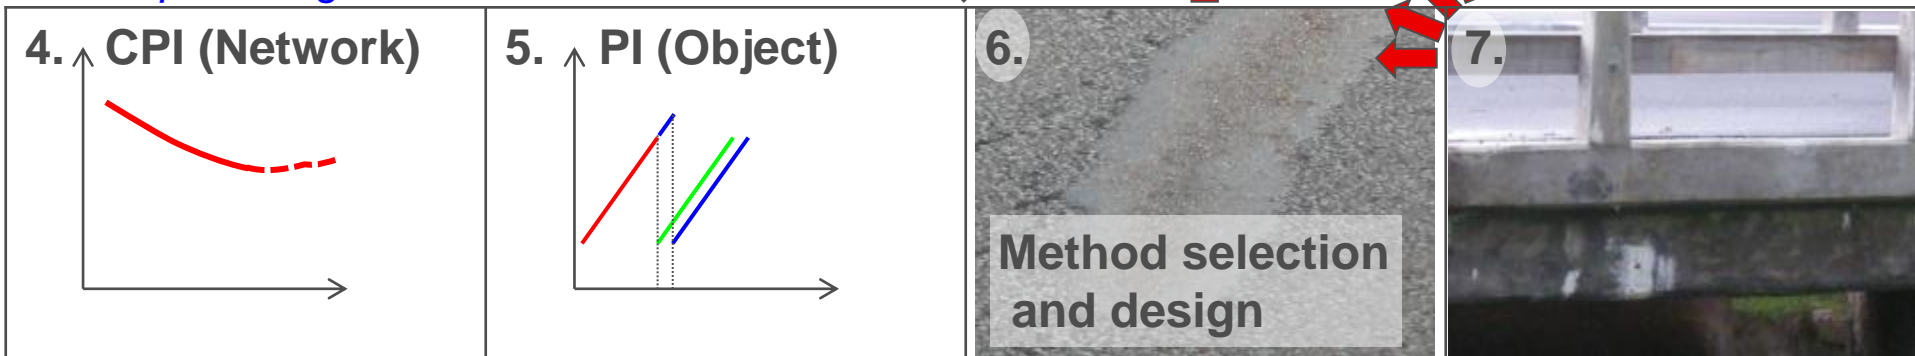 4. CPI (Network)
5. PI (Object)
6.
7.
Method selection
and design